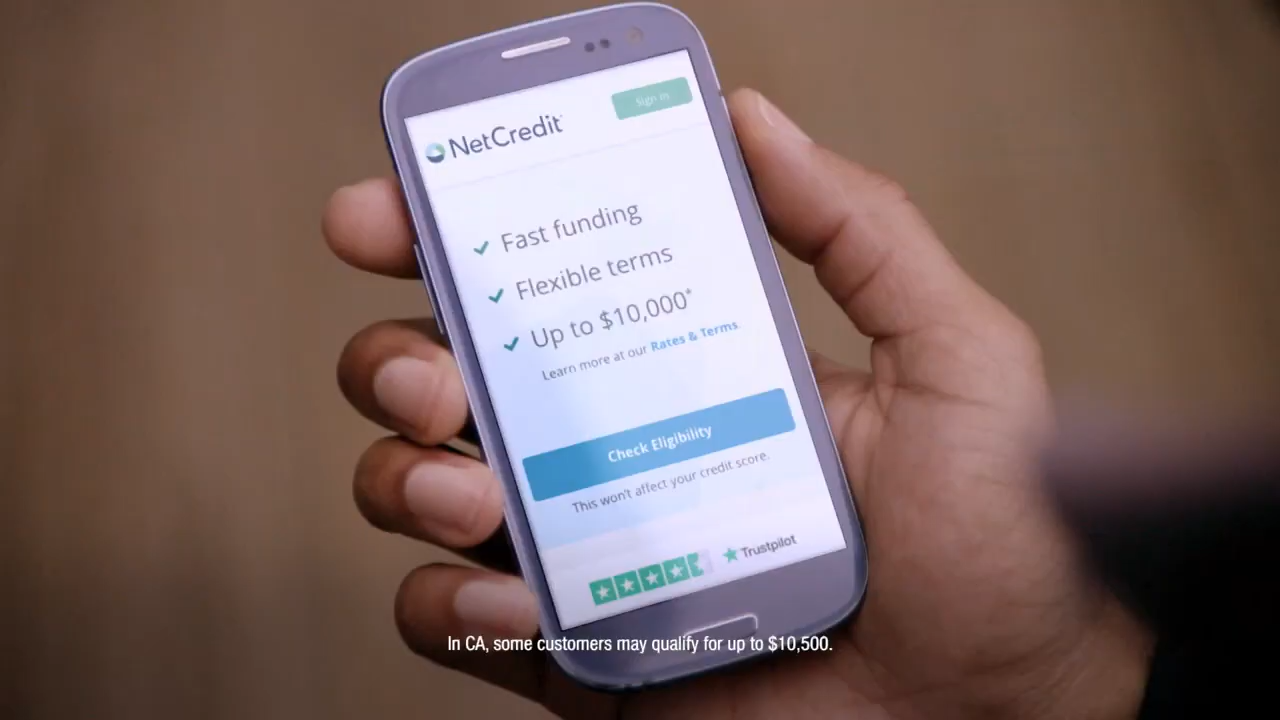 NetCredit
Sign in
Fast funding
Flexible terms
Up to $10,000*
Learn more at our Rates & Terms
Check Eligibility
This won't affect your credit score.
Trustpilot
In CA, some customers may qualify for up to $10,500.